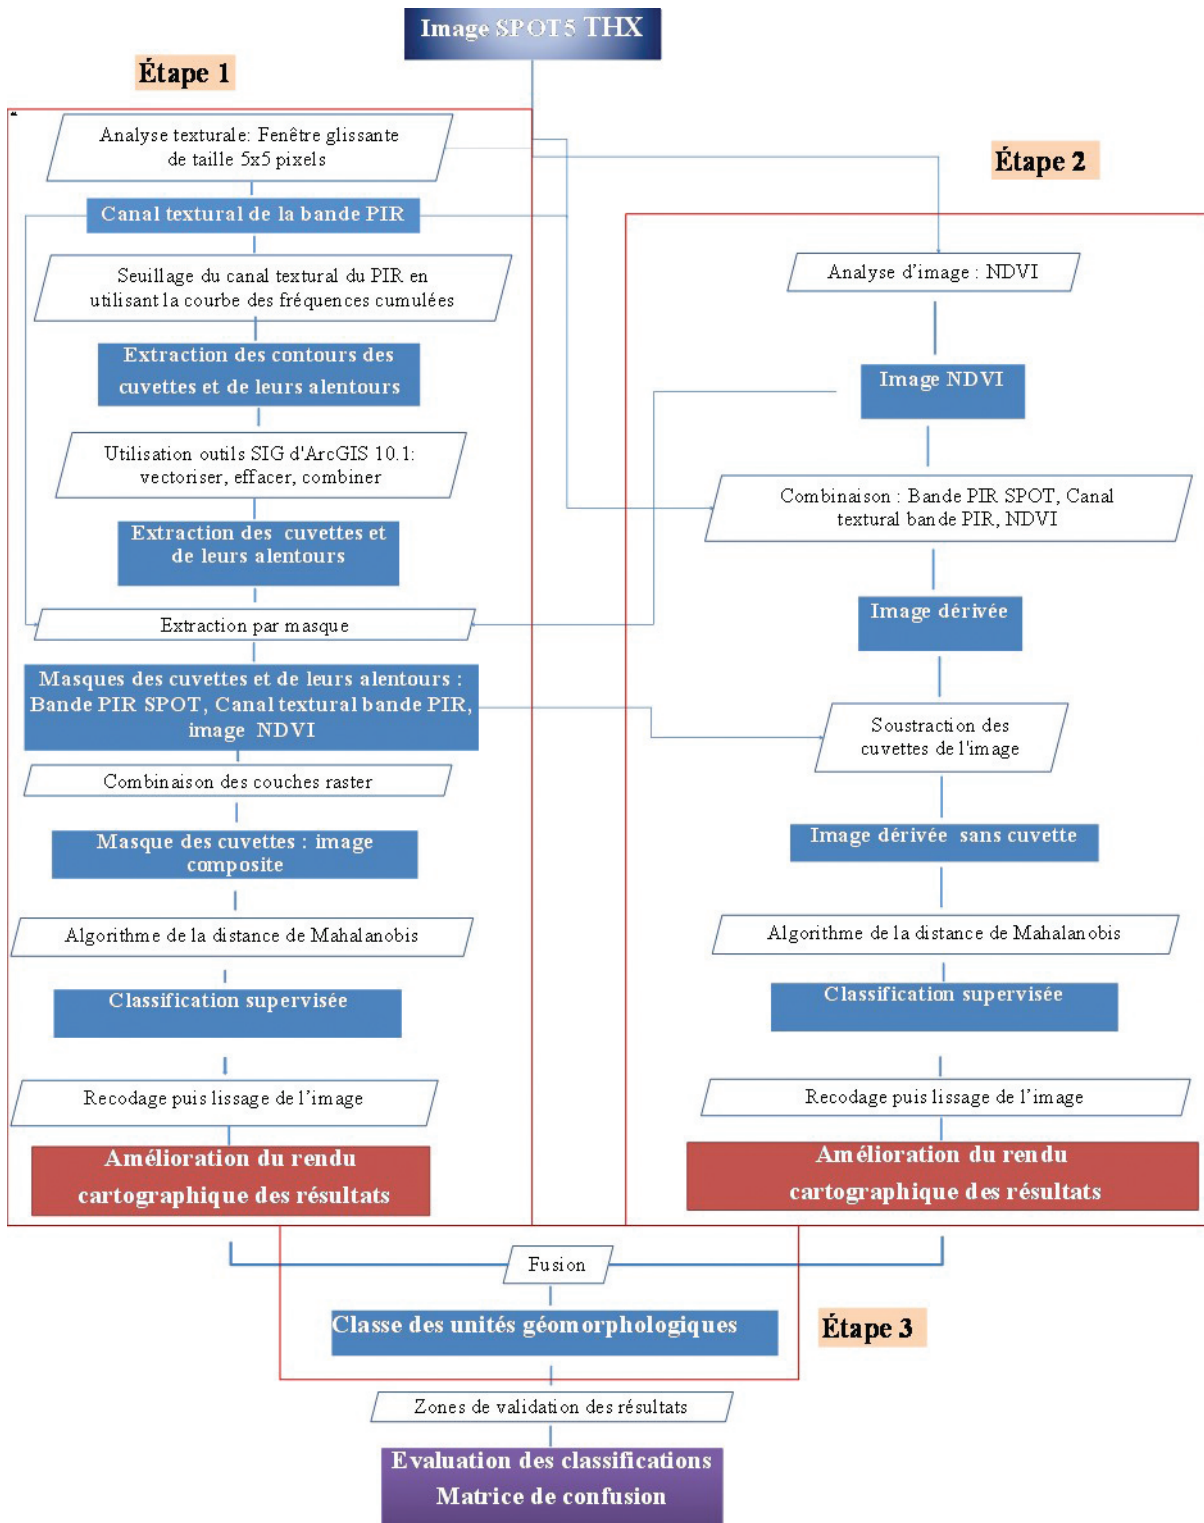 Image SPOT5 THX
Étape 1
Analyse texturale: Fenêtre glissante
de taille 5x5 pixels
Canal textural de la bande PIR
Seuillage du canal textural du PIR en
utilisant la courbe des fréquences cumulées
Extraction des contours des
cuvettes et de leurs alentours
Utilisation outils SIG d'ArcGIS 10.1:
vectoriser, effacer, combiner
Extraction des cuvettes et
de leurs alentours
Extraction par masque
Masques des cuvettes et de leurs alentours :
Bande PIR SPOT, Canal textural bande PIR,
image NDVI
Combinaison des couches raster
Masque des cuvettes : image
composite
Algorithme de la distance de Mahalanobis
Classification supervisée
Recodage puis lissage de l’image
Amélioration du rendu
cartographique des résultats
Étape 2
Analyse d’image : NDVI
Image NDVI
Combinaison : Bande PIR SPOT, Canal
textural bande PIR, NDVI
Image dérivée
Soustraction des
cuvettes de l'image
Image dérivée sans cuvette
Algorithme de la distance de Mahalanobis
Classification supervisée
Recodage puis lissage de l’image
Amélioration du rendu
cartographique des résultats
Fusion
Classe des unités géomorphologiques
Étape 3
Zones de validation des résultats
Evaluation des classifications
Matrice de confusion